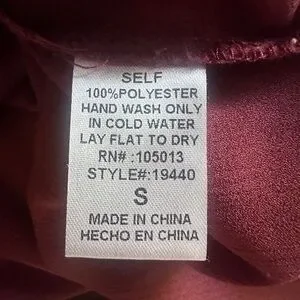 SELF
100%POLYESTER
HAND WASH ONLY
IN COLD WATER
LAY FLAT TO DRY
RN# :105013
STYLE#:19440
S
MADE IN CHINA
HECHO EN CHINA